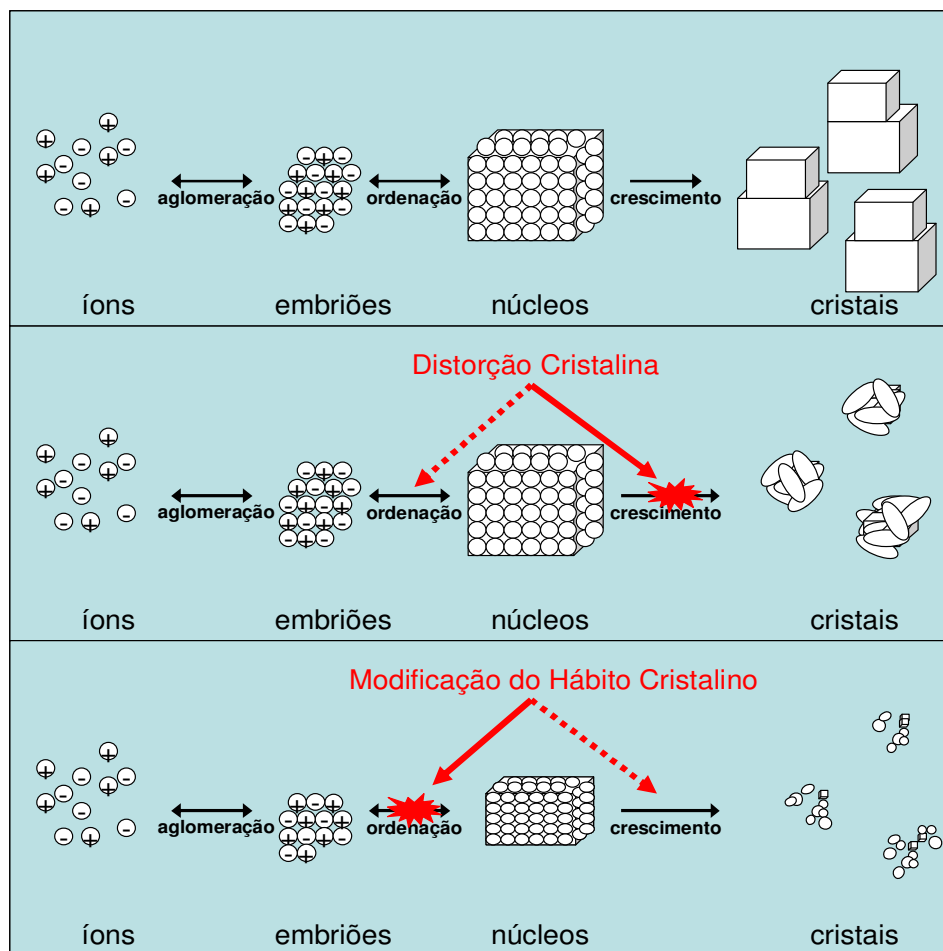 aglomeração ordenação crescimento
íons embriões núcleos cristais
Distorção Cristalina
aglomeração ordenação crescimento
íons embriões núcleos cristais
Modificação do Hábito Cristalino
aglomeração ordenação crescimento
íons embriões núcleos cristais